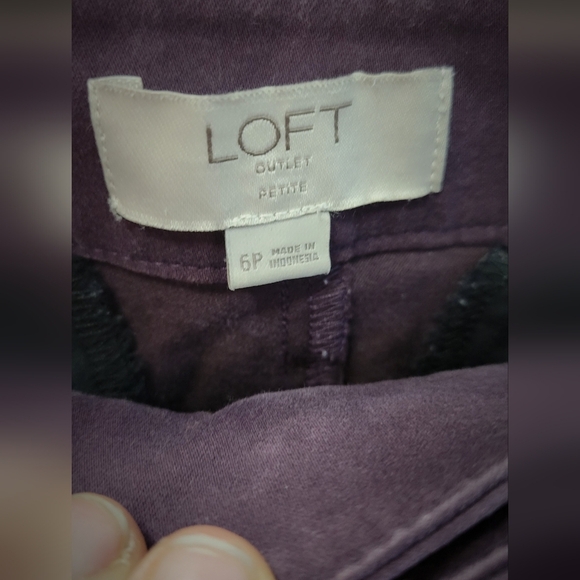 LOFT
OUTLET
PETITE
6P MADE IN
INDONESIA